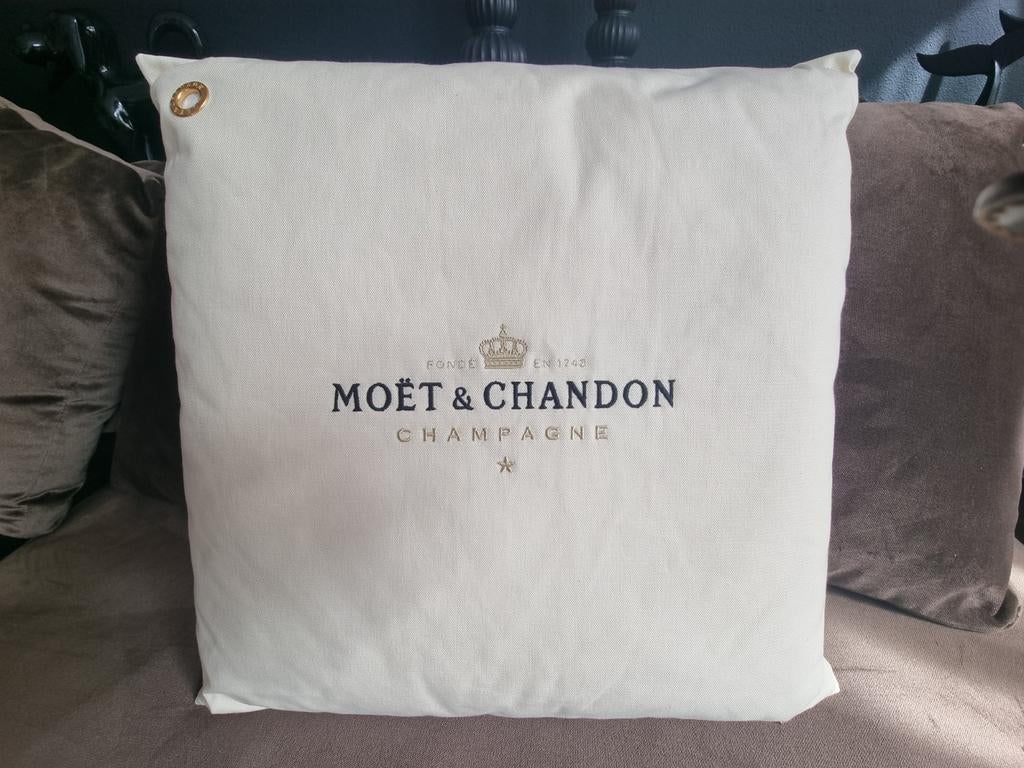 FONDÉ EN 1743
MOËT & CHANDON
CHAMPAGNE